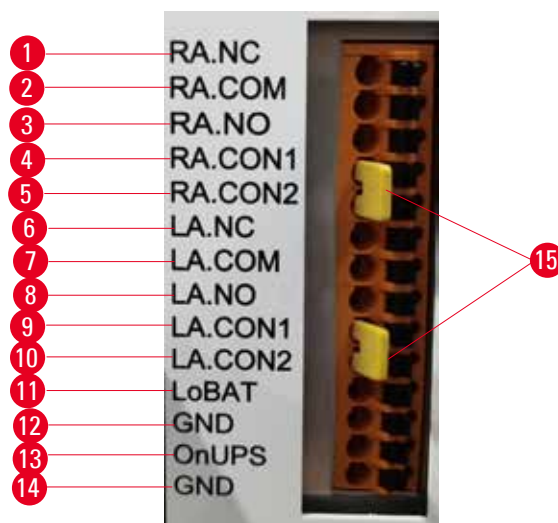 1 RA.NC
2 RA.COM
3 RA.NO
4 RA.CON1
5 RA.CON2
6 LA.NC
7 LA.COM
8 LA.NO
9 LA.CON1
10 LA.CON2
11 LoBAT
12 GND
13 OnUPS
14 GND
15